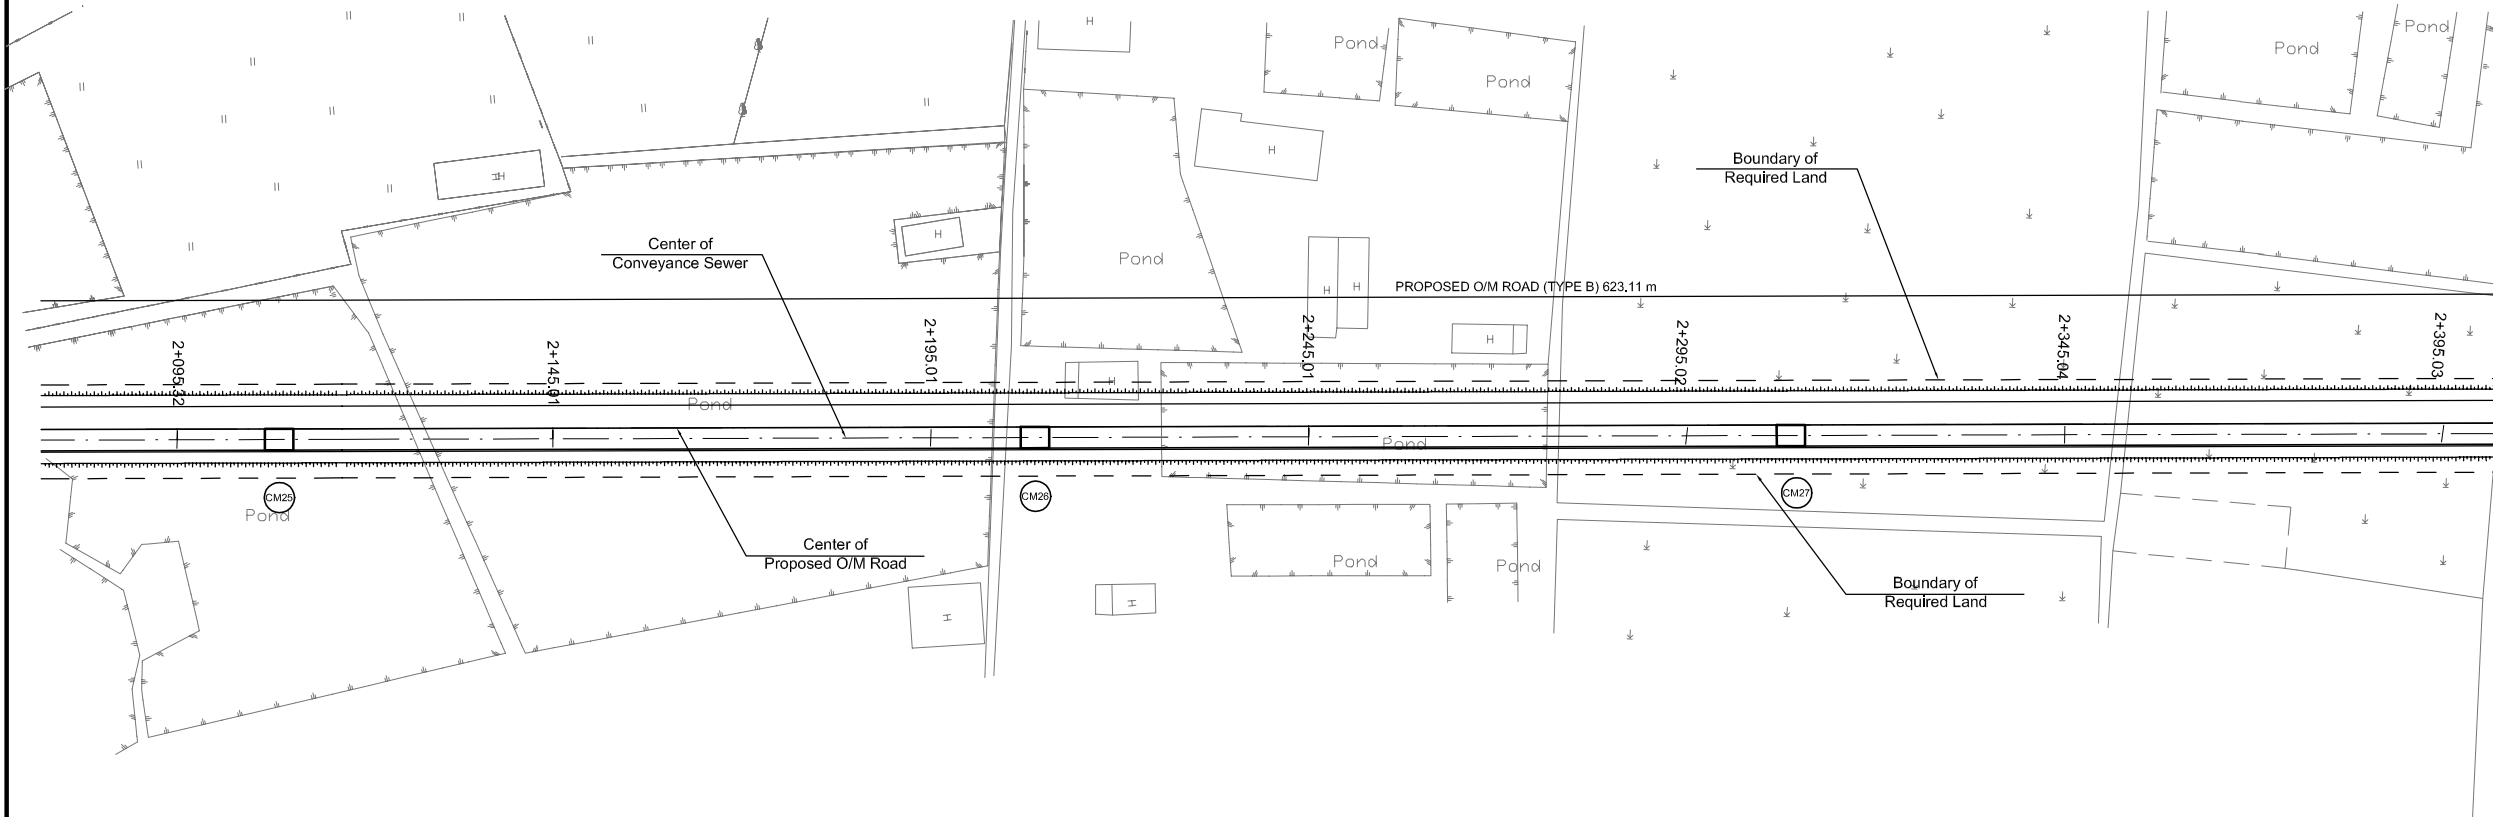 H
Pond
Pond
Pond
Pond
H
H
Boundary of
Required Land
H
H
Center of
Conveyance Sewer
Pond
H
H
PROPOSED O/M ROAD (TYPE B) 623.11 m
2+095.32
2+145.01
2+195.01
2+245.01
2+295.02
2+345.04
2+395.03
H
H
Pond
Pond
CM25
CM26
CM27
Pond
Center of
Proposed O/M Road
Pond
Pond
Boundary of
Required Land
H
H